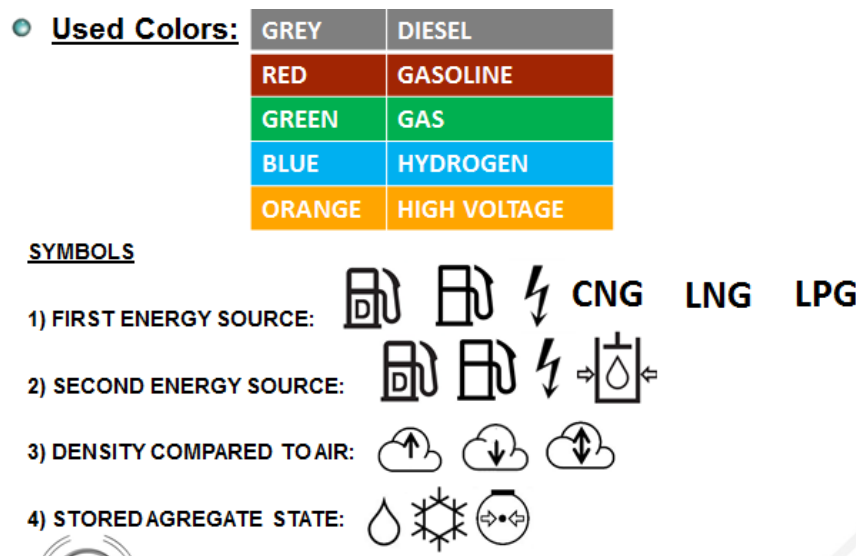 Used Colors:
GREY DIESEL
RED GASOLINE
GREEN GAS
BLUE HYDROGEN
ORANGE HIGH VOLTAGE
SYMBOLS
1) FIRST ENERGY SOURCE: D CNG LNG LPG
2) SECOND ENERGY SOURCE: D
3) DENSITY COMPARED TO AIR:
4) STORED AGREGATE STATE: